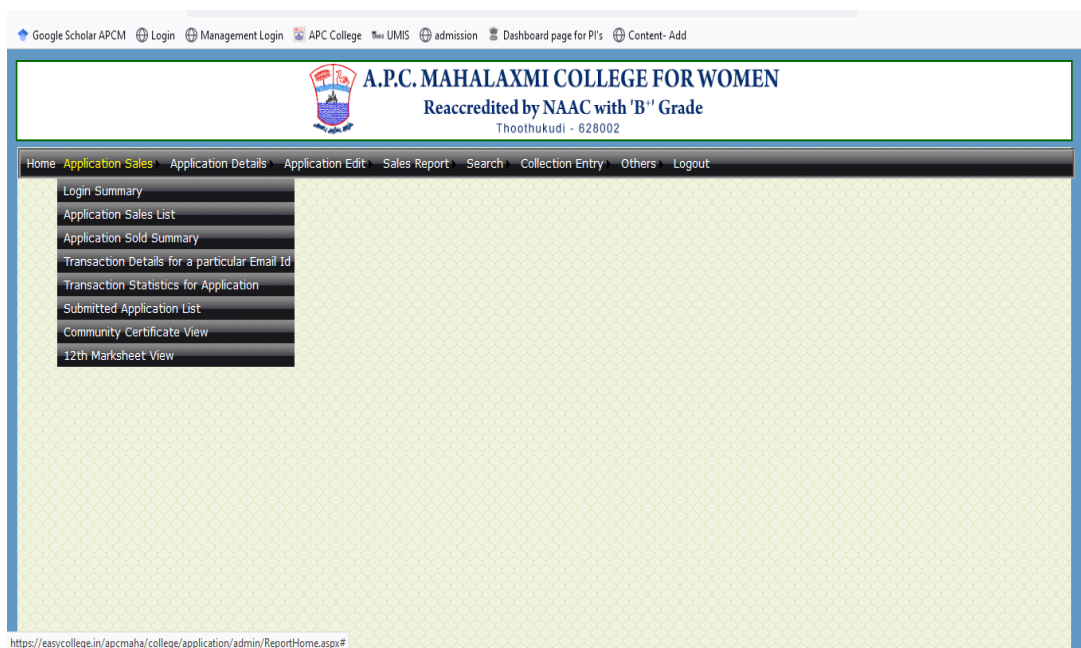 Google Scholar APCM Login Management Login APC College UMIS admission Dashboard page for PI's Content- Add
A.P.C. MAHALAXMI COLLEGE FOR WOMEN
Reaccredited by NAAC with 'B+' Grade
Thoothukudi - 628002
Home Application Sales Application Details Application Edit Sales Report Search Collection Entry Others Logout
Login Summary
Application Sales List
Application Sold Summary
Transaction Details for a particular Email Id
Transaction Statistics for Application
Submitted Application List
Community Certificate View
12th Marksheet View
https://easycollege.in/apcmaha/college/application/admin/ReportHome.aspx#